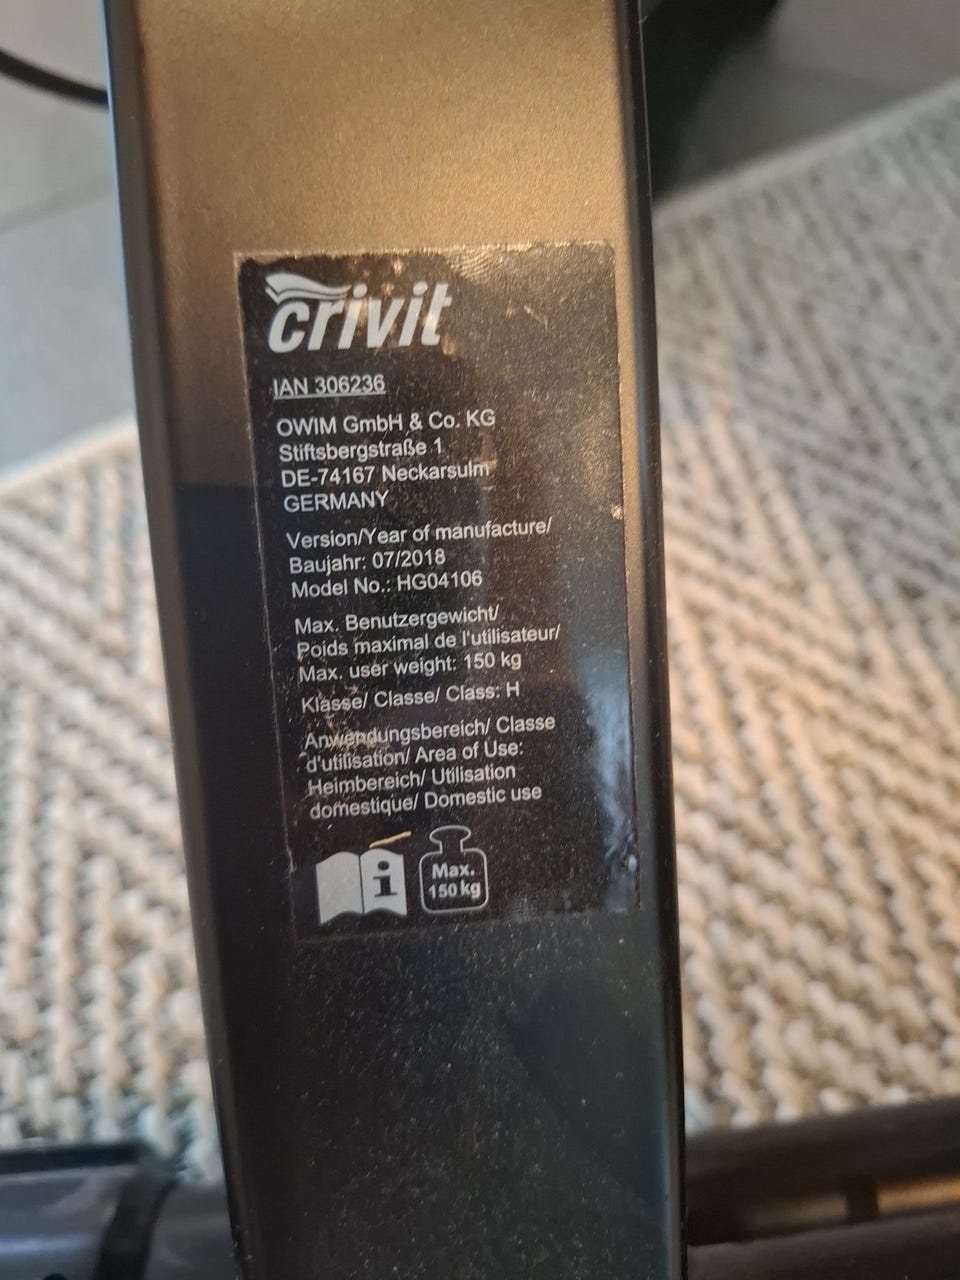 crivit
IAN 306236
OWIM GmbH & Co. KG
Stiftsbergstraße 1
DE-74167 Neckarsulm
GERMANY
Version/Year of manufacture/
Baujahr: 07/2018
Model No.: HG04106
Max. Benutzergewicht/
Poids maximal de l'utilisateur/
Max. user weight: 150 kg
Klasse/ Classe/ Class: H
Anwendungsbereich/ Classe
d'utilisation/ Area of Use:
Heimbereich/ Utilisation
domestique/ Domestic use
i
Max.
150 kg